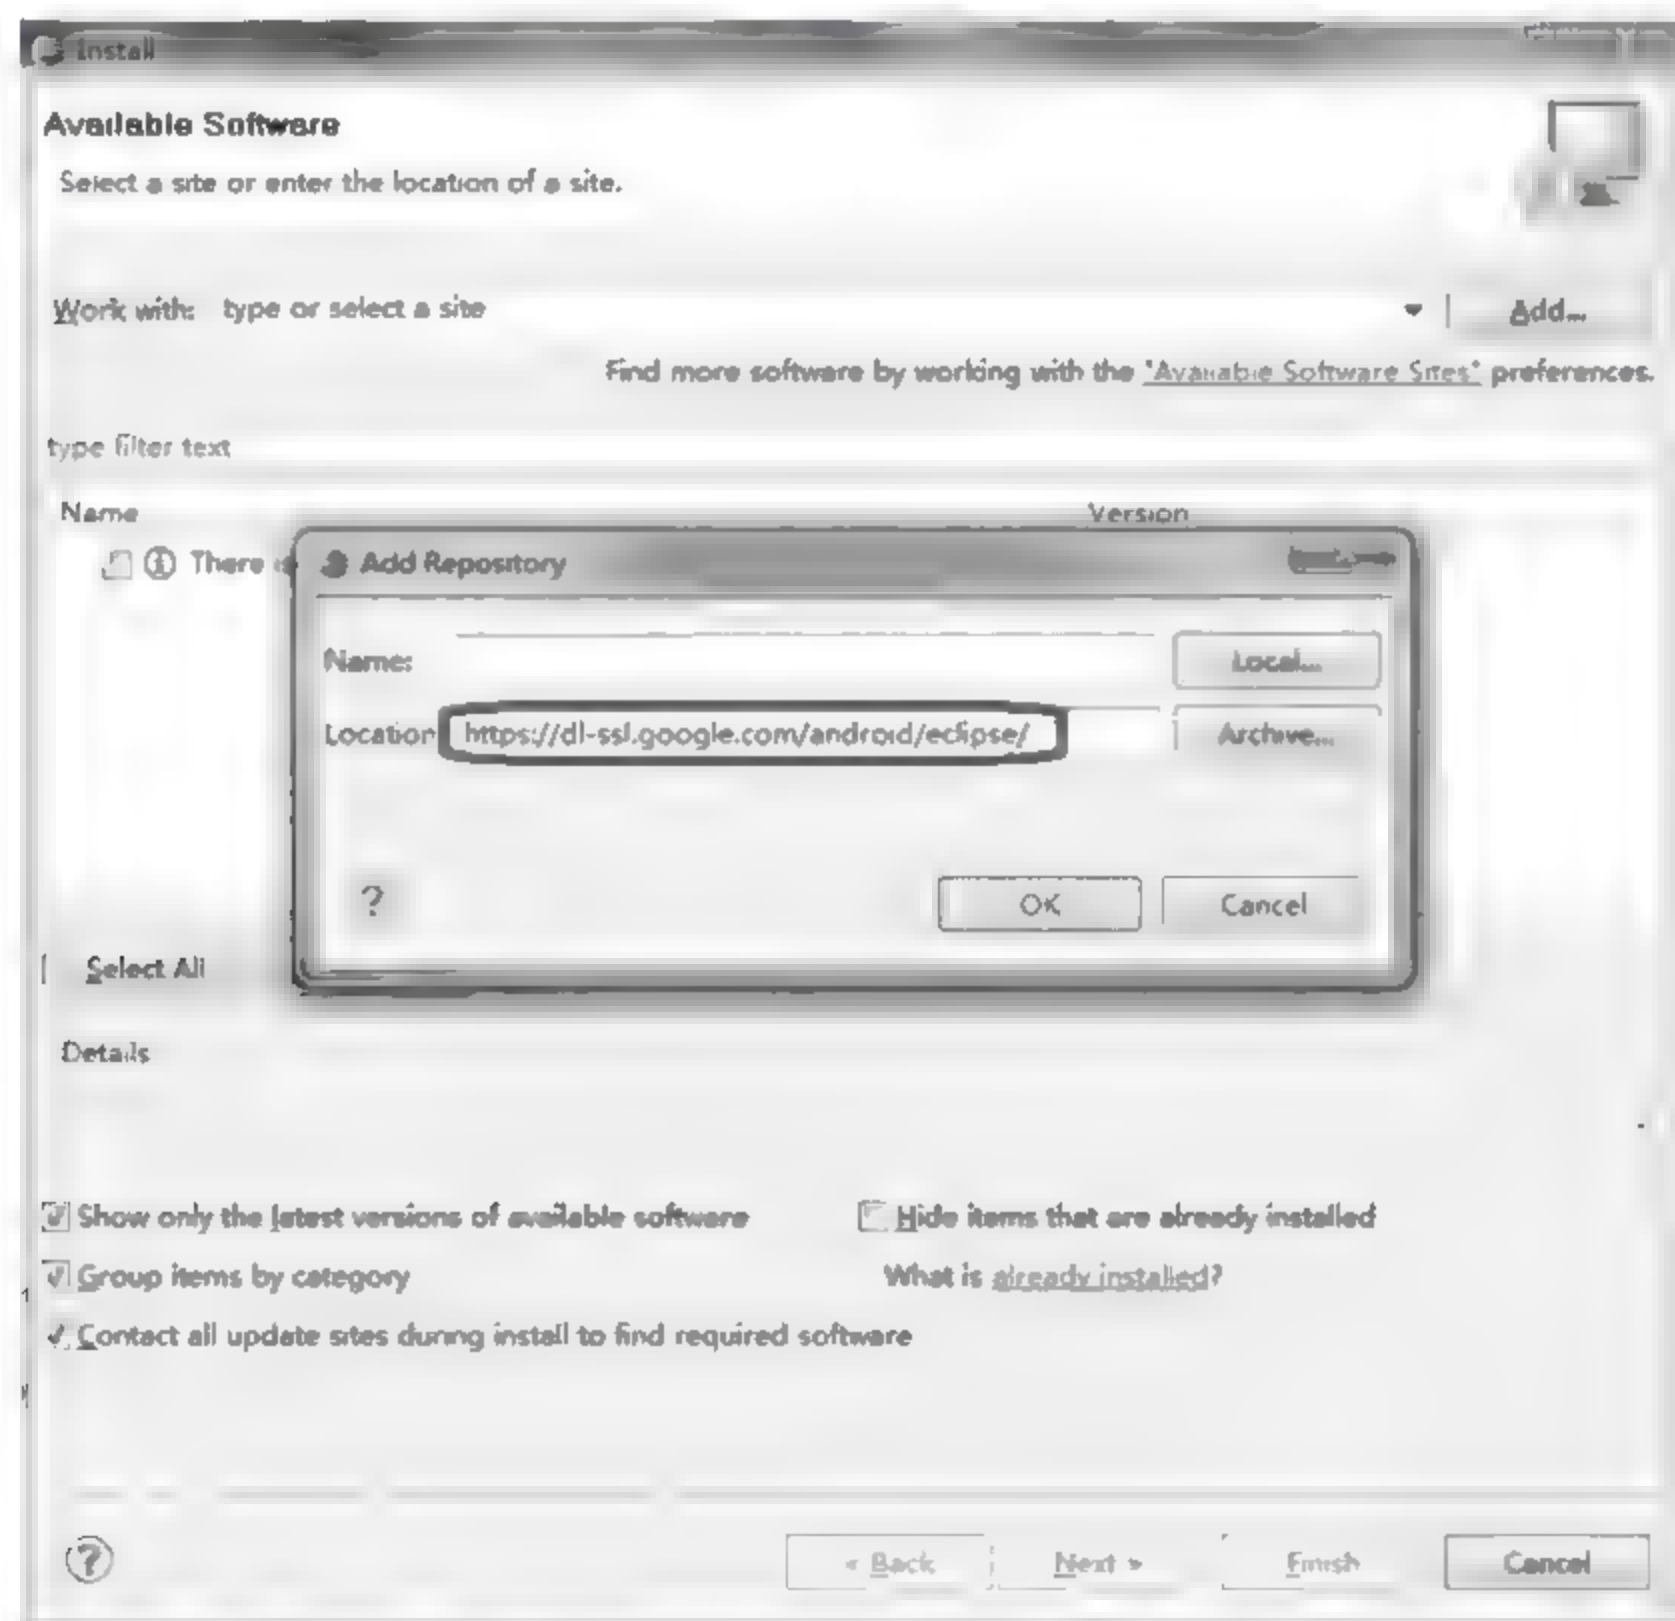 Install
Available Software
Select a site or enter the location of a site.
Work with: type or select a site Add...
Find more software by working with the "Available Software Sites" preferences.
type filter text
Name Version
There is
Add Repository
Name: Local...
Location https://dl-ssl.google.com/android/eclipse/ Archive...
? OK Cancel
Select All
Details
Show only the latest versions of available software Hide items that are already installed
Group items by category What is already installed?
Contact all update sites during install to find required software
? < Back Next > Finish Cancel